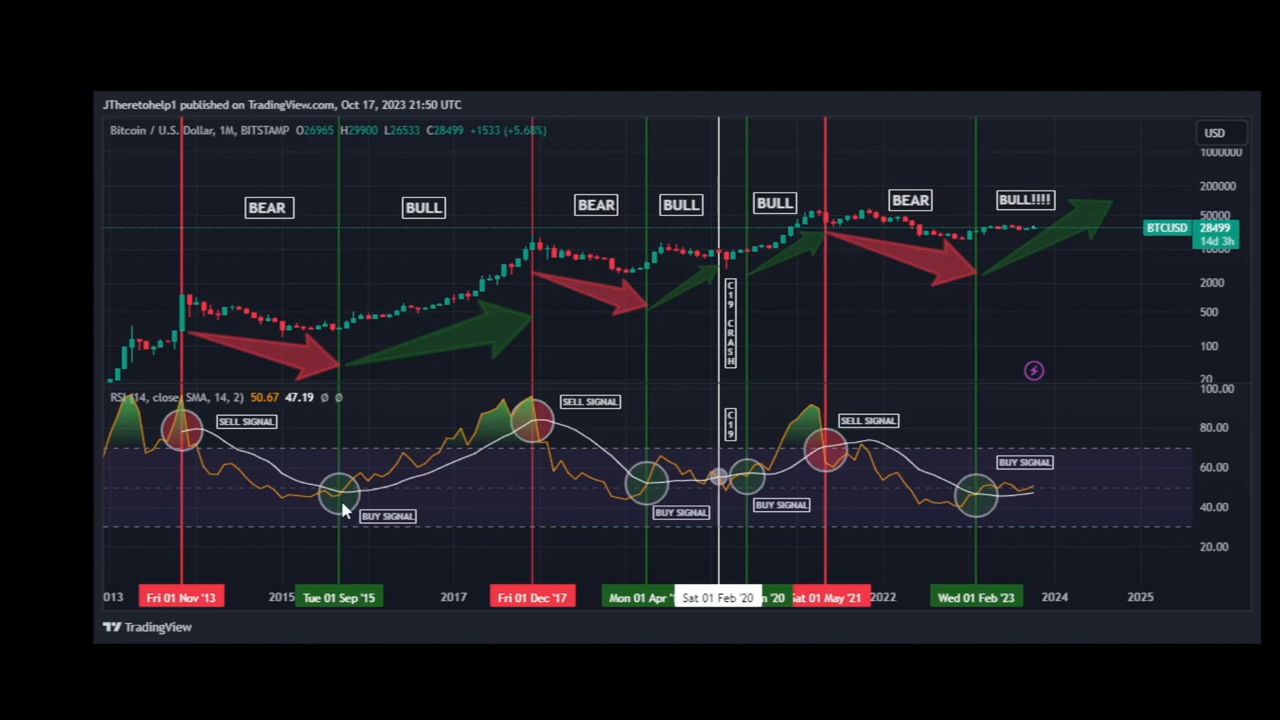 JTheretohelp1 published on TradingView.com, Oct 17, 2023 21:50 UTC
Bitcoin / U.S. Dollar, 1M, BITSTAMP O26965 H29900 L26533 C28499 +1533 (+5.68%)
USD
1000000
200000
50000
BTCUSD 28499
14d 3h
10000
2000
500
100
20
BEAR
BULL
BEAR
BULL
BULL
BEAR
BULL!!!!
C19 CRASH
RSI (14, close, SMA, 14, 2) 50.67 47.19 Ø Ø
100.00
80.00
60.00
40.00
20.00
SELL SIGNAL
BUY SIGNAL
SELL SIGNAL
BUY SIGNAL
C19
BUY SIGNAL
SELL SIGNAL
BUY SIGNAL
013 Fri 01 Nov '13 2015 Tue 01 Sep '15 2017 Fri 01 Dec '17 Mon 01 Apr ' Sat 01 Feb '20 n '20 Sat 01 May '21 2022 Wed 01 Feb '23 2024 2025
TradingView